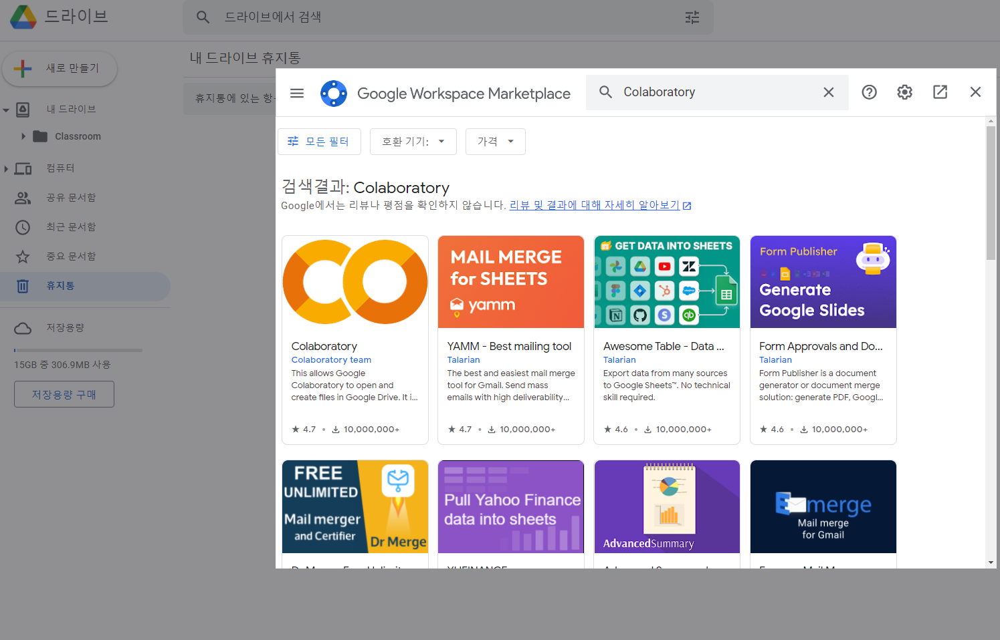 드라이브
드라이브에서 검색
새로 만들기
내 드라이브
Classroom
컴퓨터
공유 문서함
최근 문서함
중요 문서함
휴지통
저장용량
15GB 중 306.9MB 사용
저장용량 구매
내 드라이브 휴지통
휴지통에 있는
Google Workspace Marketplace
Colaboratory
모든 필터
호환 기기:
가격
검색결과: Colaboratory
Google에서는 리뷰나 평점을 확인하지 않습니다. 리뷰 및 결과에 대해 자세히 알아보기
Colaboratory
Colaboratory team
This allows Google
Colaboratory to open and
create files in Google Drive. It i...
4.7 • 10,000,000+
MAIL MERGE
for SHEETS
yamm
YAMM - Best mailing tool
Talarian
The best and easiest mail merge
tool for Gmail. Send mass
emails with high deliverability...
4.7 • 10,000,000+
GET DATA INTO SHEETS
Awesome Table - Data ...
Talarian
Export data from many sources
to Google Sheets™. No technical
skill required.
4.6 • 10,000,000+
Form Publisher
Generate
Google Slides
Form Approvals and Do...
Talarian
Form Publisher is a document
generator or document merge
solution: generate PDF, Googl...
4.6 • 10,000,000+
FREE
UNLIMITED
Mail merger
and Certifier
Dr Merge
Pull Yahoo Finance
data into sheets
AdvancedSummary
Emerge
Mail merge
for Gmail